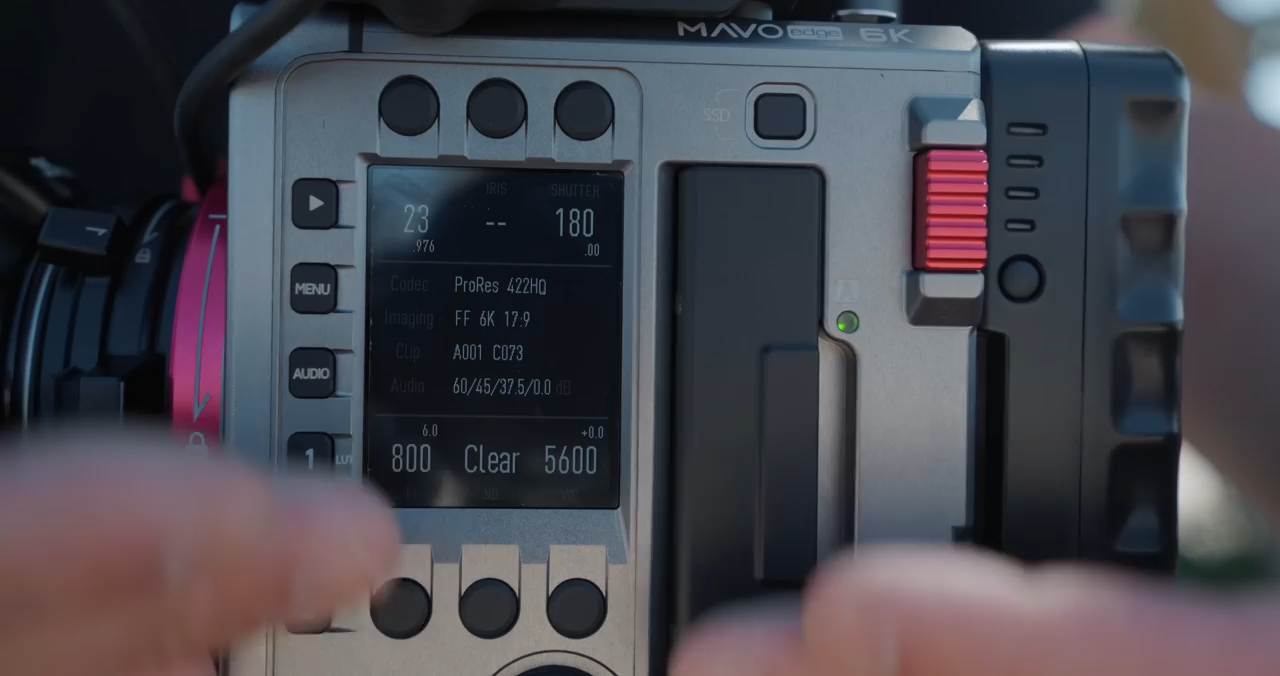 MAVO edge 6K
SSD
IRIS SHUTTER
23 -- 180
.976 .00
Codec ProRes 422HQ
Imaging FF 6K 17:9
Clip A001 C073
Audio 60/45/37.5/0.0 dB
6.0 +0.0
800 Clear 5600
ND
MENU
AUDIO
1